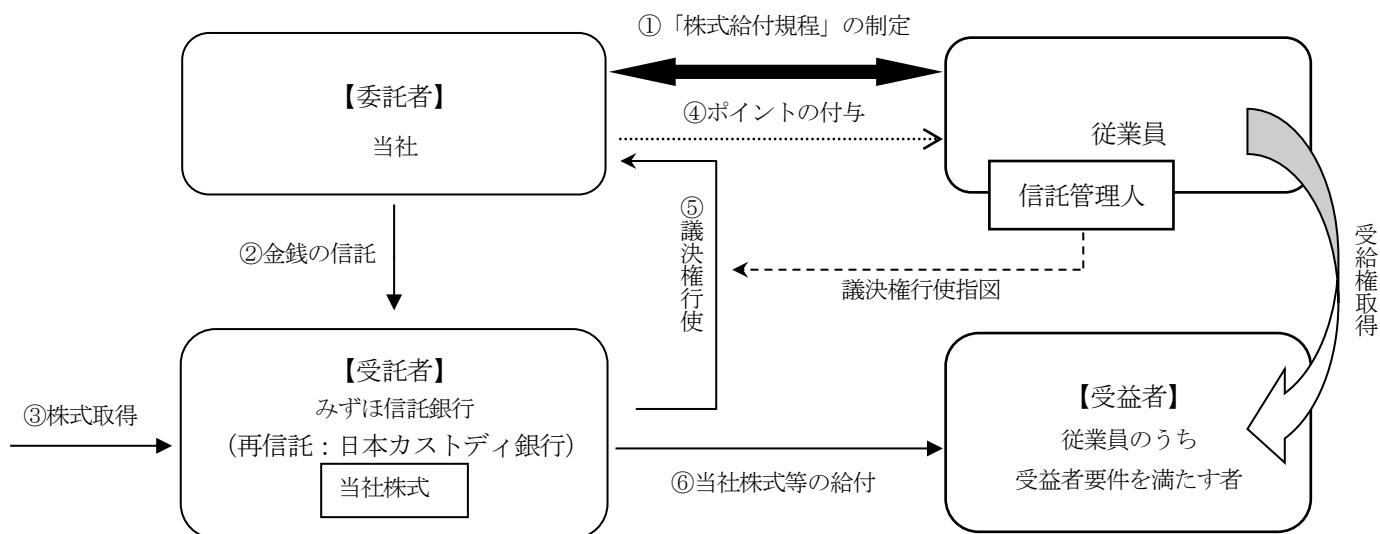 ①「株式給付規程」の制定
【委託者】
当社
④ポイントの付与
従業員
信託管理人
②金銭の信託
⑤議決権行使
議決権行使指図
受給権取得
③株式取得
【受託者】
みずほ信託銀行
(再信託：日本カストディ銀行)
当社株式
⑥当社株式等の給付
【受益者】
従業員のうち
受益者要件を満たす者